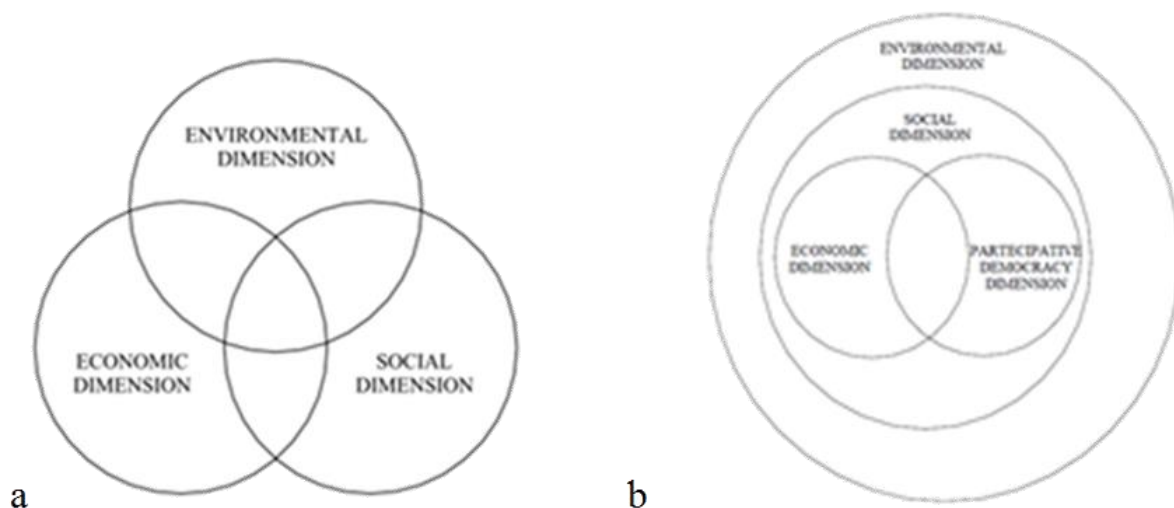 ENVIRONMENTAL
DIMENSION
ECONOMIC
DIMENSION
SOCIAL
DIMENSION
a
ENVIRONMENTAL
DIMENSION
SOCIAL
DIMENSION
ECONOMIC
DIMENSION
PARTECIPATIVE
DEMOCRACY
DIMENSION
b